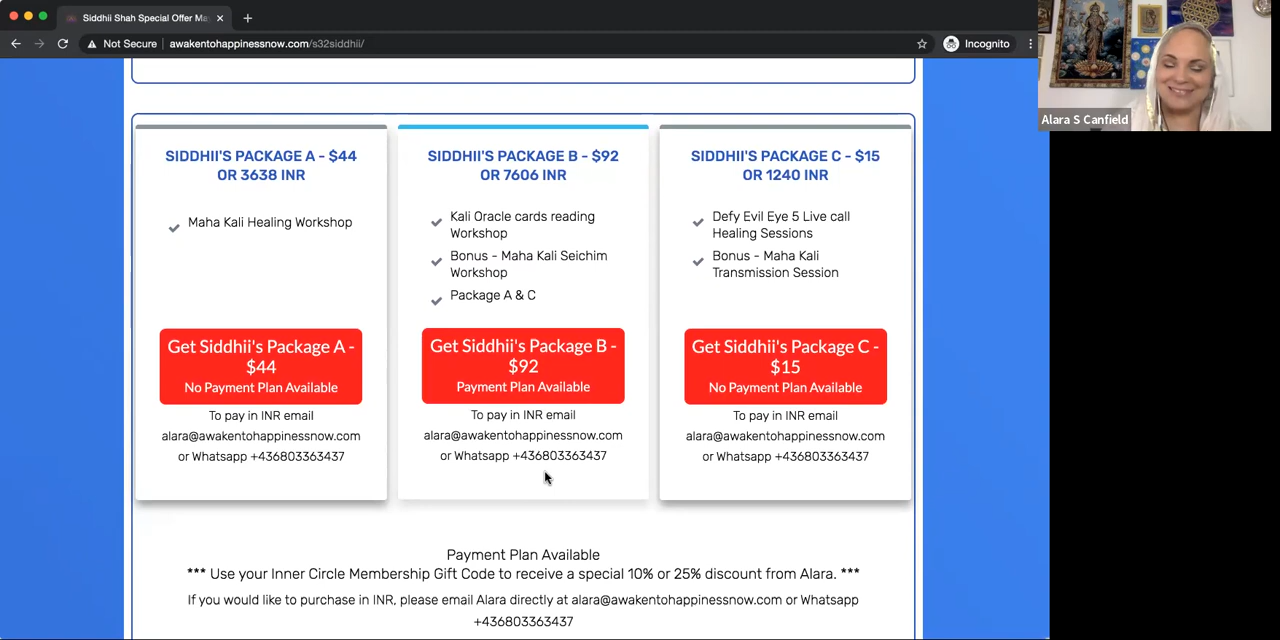 Siddhii Shah Special Offer Ma
Not Secure
awakentohappinessnow.com/s32siddhii/
Incognito
Alara S Canfield
SIDDHII'S PACKAGE A - $44
OR 3638 INR
Maha Kali Healing Workshop
Get Siddhii's Package A -
$44
No Payment Plan Available
To pay in INR email
alara@awakentohappinessnow.com
or Whatsapp +436803363437
SIDDHII'S PACKAGE B - $92
OR 7606 INR
Kali Oracle cards reading
Workshop
Bonus - Maha Kali Seichim
Workshop
Package A & C
Get Siddhii's Package B -
$92
Payment Plan Available
To pay in INR email
alara@awakentohappinessnow.com
or Whatsapp +436803363437
SIDDHII'S PACKAGE C - $15
OR 1240 INR
Defy Evil Eye 5 Live call
Healing Sessions
Bonus - Maha Kali
Transmission Session
Get Siddhii's Package C -
$15
No Payment Plan Available
To pay in INR email
alara@awakentohappinessnow.com
or Whatsapp +436803363437
Payment Plan Available
*** Use your Inner Circle Membership Gift Code to receive a special 10% or 25% discount from Alara. ***
If you would like to purchase in INR, please email Alara directly at alara@awakentohappinessnow.com or Whatsapp
+436803363437